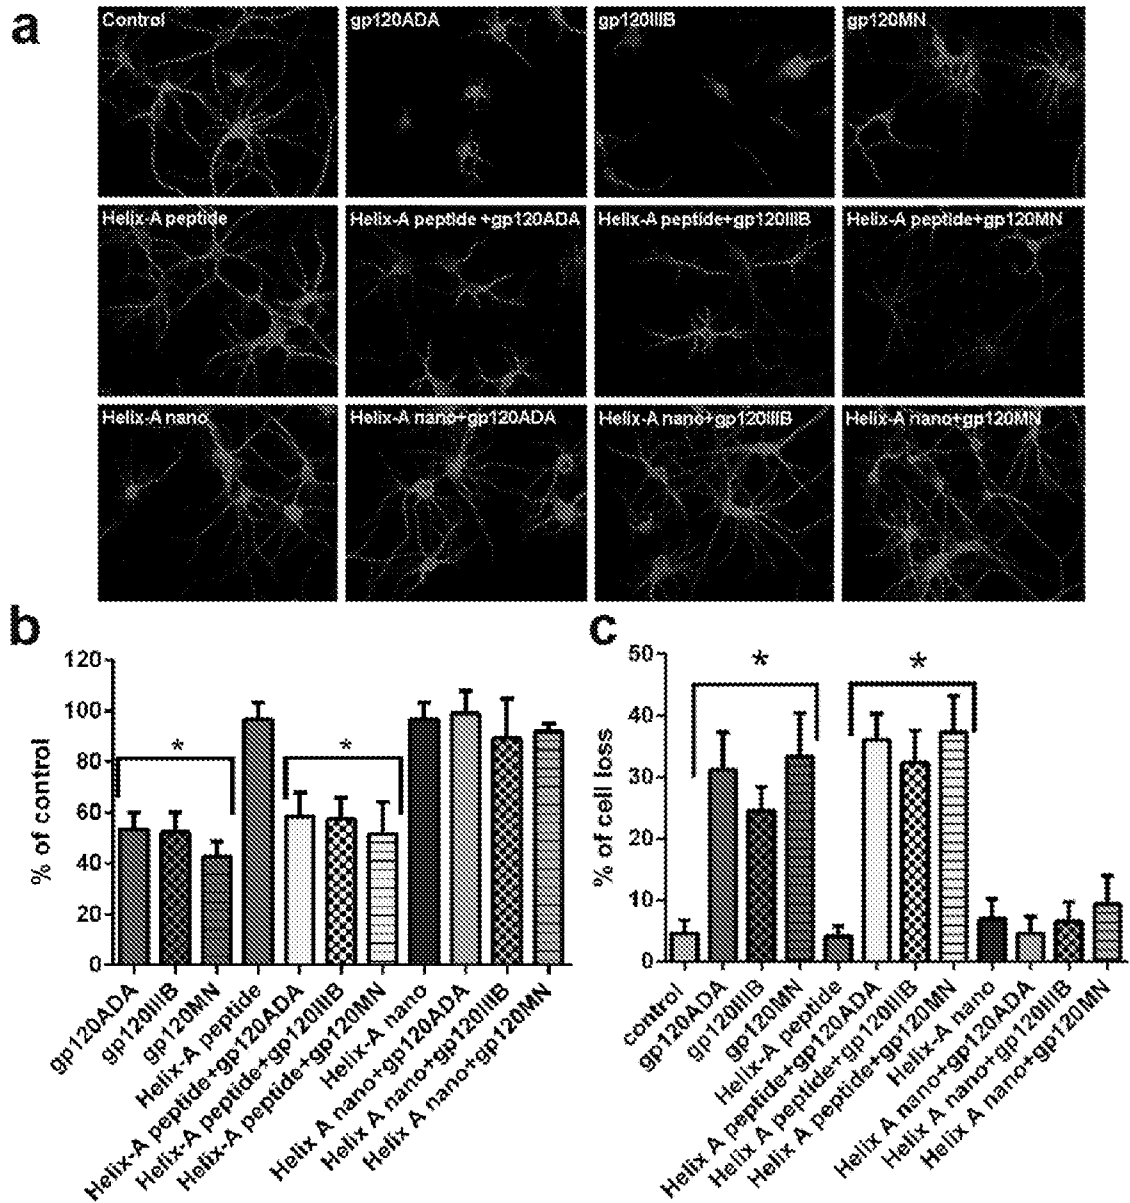 a
Control
gp120ADA
gp120IIIB
gp120MN
Helix-A peptide
Helix-A peptide +gp120ADA
Helix-A peptide+gp120IIIB
Helix-A peptide+gp120MN
Helix-A nano
Helix-A nano+gp120ADA
Helix-A nano+gp120IIIB
Helix-A nano+gp120MN
b
% of control
120
100
80
60
40
20
0
*
*
gp120ADA
gp120IIIB
gp120MN
Helix-A peptide
Helix-A peptide+gp120ADA
Helix-A peptide+gp120IIIB
Helix-A peptide+gp120MN
Helix-A nano
Helix A nano+gp120ADA
Helix A nano+gp120IIIB
Helix A nano+gp120MN
c
% of cell loss
50
40
30
20
10
0
*
*
control
gp120ADA
gp120IIIB
gp120MN
Helix-A peptide
Helix A peptide+gp120ADA
Helix A peptide+gp120IIIB
Helix A peptide+gp120MN
Helix-A nano
Helix A nano+gp120ADA
Helix A nano+gp120IIIB
Helix A nano+gp120MN